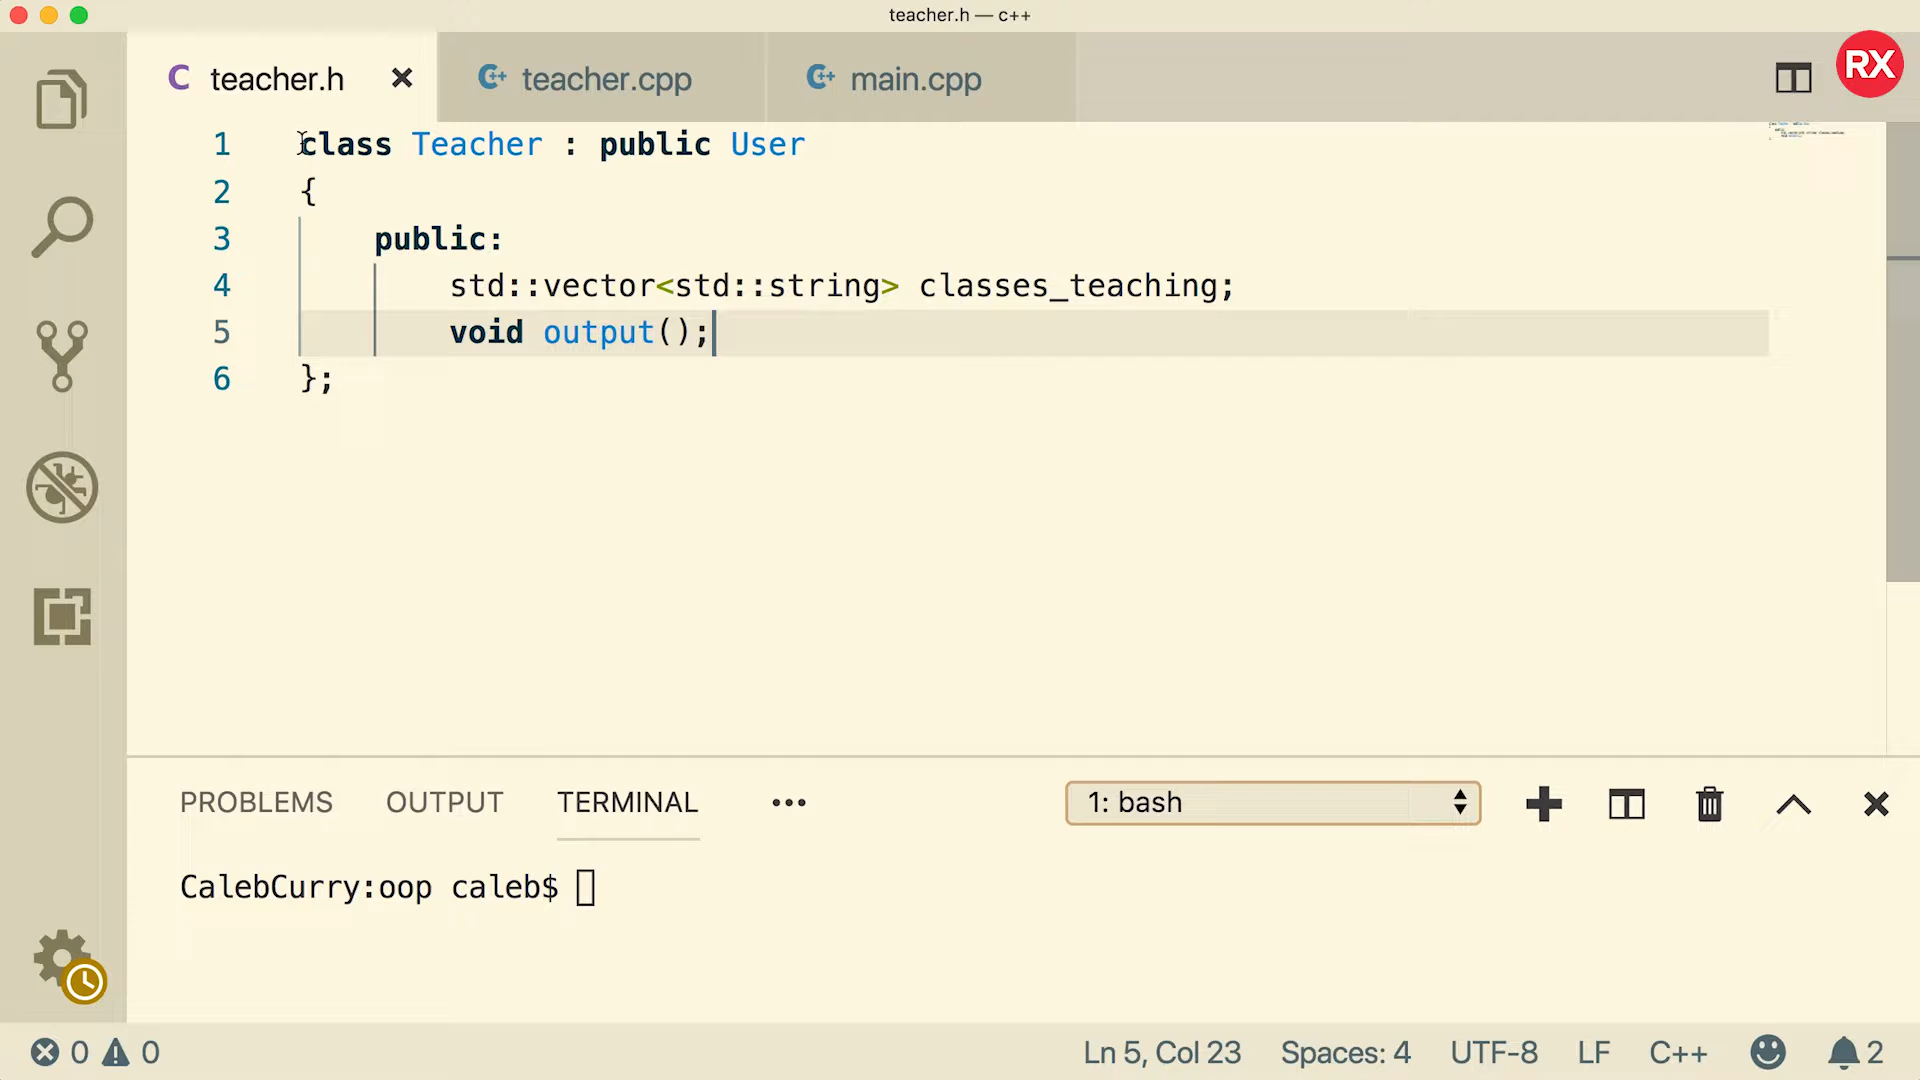 teacher.h — c++
RX
C teacher.h
teacher.cpp
main.cpp
1 class Teacher : public User
2 {
3 public:
4 std::vector<std::string> classes_teaching;
5 void output();
6 };
PROBLEMS OUTPUT TERMINAL
1: bash
CalebCurry:oop caleb$
0 0 Ln 5, Col 23 Spaces: 4 UTF-8 LF C++ 2